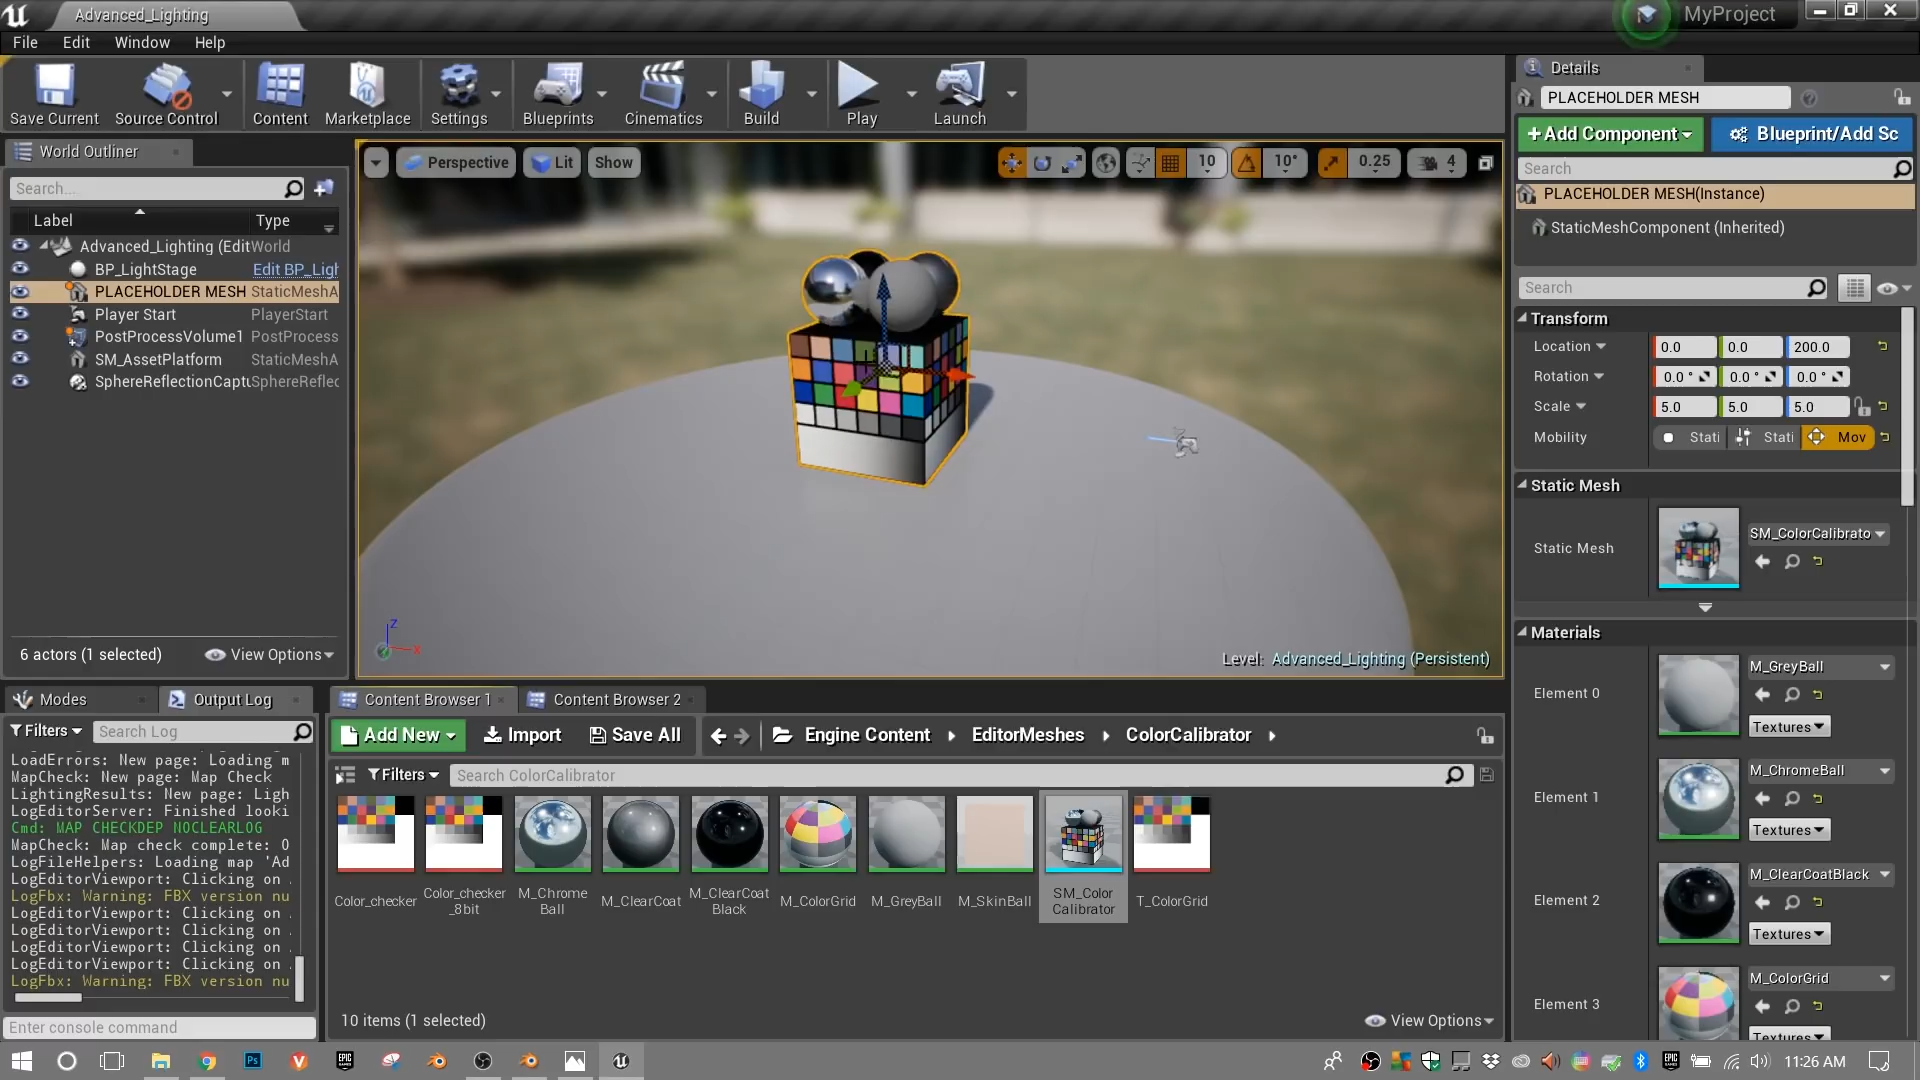 Advanced_Lighting
MyProject
File Edit Window Help
Save Current
Source Control
Content
Marketplace
Settings
Blueprints
Cinematics
Build
Play
Launch
World Outliner
Search...
Label Type
Advanced_Lighting (Edit World
BP_LightStage Edit BP_Ligh
PLACEHOLDER MESH StaticMeshA
Player Start PlayerStart
PostProcessVolume1 PostProcess
SM_AssetPlatform StaticMeshA
SphereReflectionCaptu SphereReflec
6 actors (1 selected) View Options
Perspective Lit Show
10 10° 0.25 4
Z
X
Level: Advanced_Lighting (Persistent)
Details
PLACEHOLDER MESH
+Add Component Blueprint/Add Sc
Search
PLACEHOLDER MESH(Instance)
StaticMeshComponent (Inherited)
Search
Transform
Location 0.0 0.0 200.0
Rotation 0.0° 0.0° 0.0°
Scale 5.0 5.0 5.0
Mobility Stati Stati Mov
Static Mesh
Static Mesh SM_ColorCalibrato
Materials
Element 0 M_GreyBall
Textures
Element 1 M_ChromeBall
Textures
Element 2 M_ClearCoatBlack
Textures
Element 3 M_ColorGrid
Textures
Modes Output Log
Filters Search Log
LoadErrors: New page: Loading m
MapCheck: New page: Map Check
LightingResults: New page: Ligh
LogEditorServer: Finished looki
Cmd: MAP CHECKDEP NOCLEARLOG
MapCheck: Map check complete: 0
LogFileHelpers: Loading map 'Ad
LogEditorViewport: Clicking on
LogFbx: Warning: FBX version nu
LogEditorViewport: Clicking on
LogEditorViewport: Clicking on
LogEditorViewport: Clicking on
LogEditorViewport: Clicking on
LogFbx: Warning: FBX version nu
Enter console command
Content Browser 1 Content Browser 2
Add New Import Save All Engine Content EditorMeshes ColorCalibrator
Filters Search ColorCalibrator
Color_checker
Color_checker
_8bit
M_Chrome
Ball
M_ClearCoat
M_ClearCoat
Black
M_ColorGrid
M_GreyBall
M_SkinBall
SM_Color
Calibrator
T_ColorGrid
10 items (1 selected) View Options
Ps
EPIC
EPIC
11:26 AM